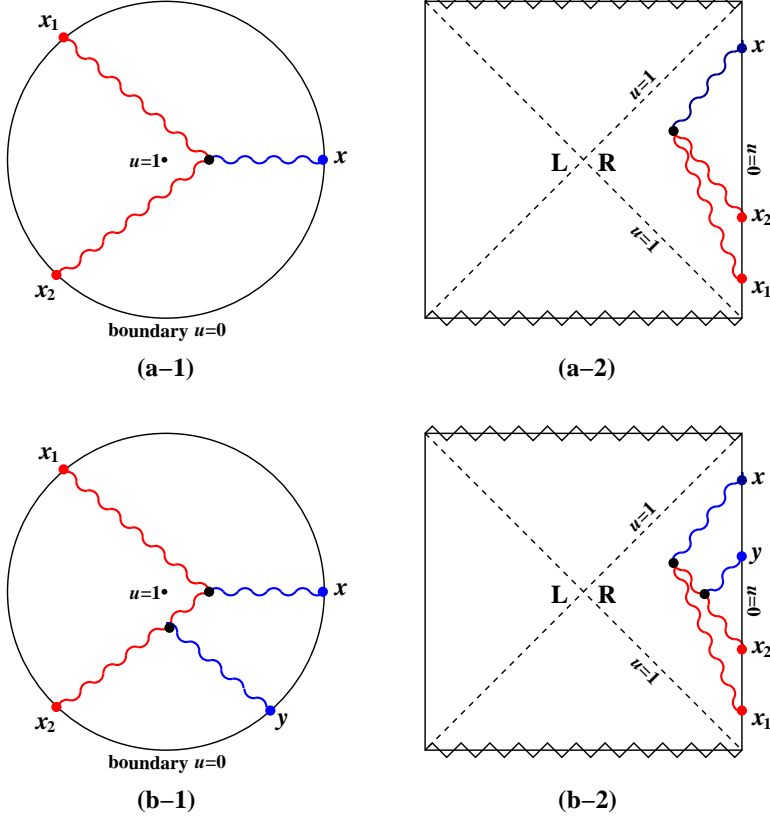 x₁
u=1
x
x₂
boundary u=0
(a−1)
u=1
x
u=0
L R
x₂
u=1
x₁
(a−2)
x₁
u=1
x
x₂
y
boundary u=0
(b−1)
x
u=1
y
L R
u=0
x₂
u=1
x₁
(b−2)